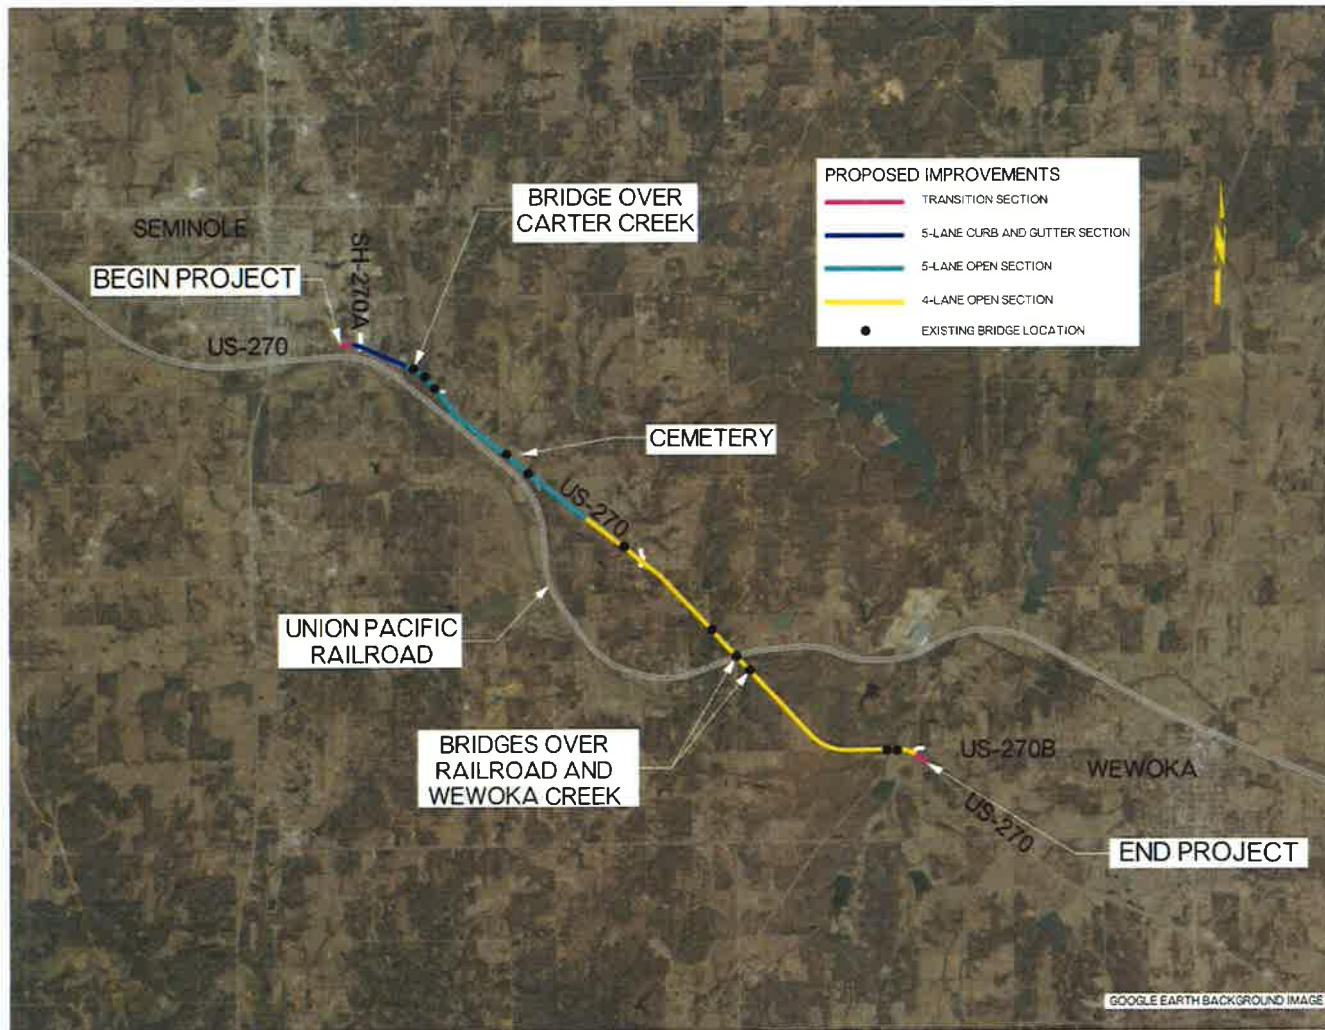 PROPOSED IMPROVEMENTS
TRANSITION SECTION
5-LANE CURB AND GUTTER SECTION
5-LANE OPEN SECTION
4-LANE OPEN SECTION
EXISTING BRIDGE LOCATION
BRIDGE OVER
CARTER CREEK
SEMINOLE
BEGIN PROJECT
SH-270A
US-270
CEMETERY
US-270
UNION PACIFIC
RAILROAD
BRIDGES OVER
RAILROAD AND
WEWOKA CREEK
US-270B
WEWOKA
US-270
END PROJECT
GOOGLE EARTH BACKGROUND IMAGE